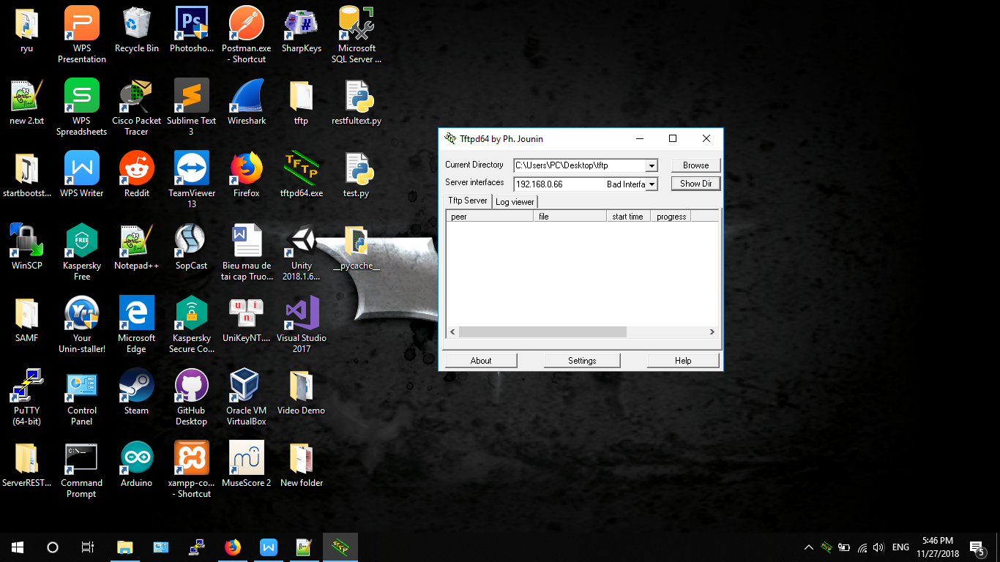 ryu
WPS
Presentation
Recycle Bin
Photosho...
Postman.exe
- Shortcut
SharpKeys
Microsoft
SQL Server ...
new 2.txt
WPS
Spreadsheets
Cisco Packet
Tracer
Sublime Text
3
Wireshark
tftp
restfultext.py
startbootst...
WPS Writer
Reddit
TeamViewer
13
Firefox
TFTP
tftpd64.exe
test.py
WinSCP
FREE
Kaspersky
Free
Notepad++
SopCast
Bieu mau de
tai cap Truo...
Unity
2018.1.6...
__pycache__
SAMF
Your
Unin-staller!
Microsoft
Edge
Kaspersky
Secure Co...
u i
n
UniKeyNT....
Visual Studio
2017
PuTTY
(64-bit)
Control
Panel
Steam
GitHub
Desktop
Oracle VM
VirtualBox
Video Demo
ServerREST...
C:\_
Command
Prompt
Arduino
xampp-co...
- Shortcut
MuseScore 2
New folder
Tftpd64 by Ph. Jounin
Current Directory C:\Users\PC\Desktop\tftp Browse
Server interfaces 192.168.0.66 Bad Interfa Show Dir
Tftp Server Log viewer
peer file start time progress
About Settings Help
ENG
5:46 PM
11/27/2018
5